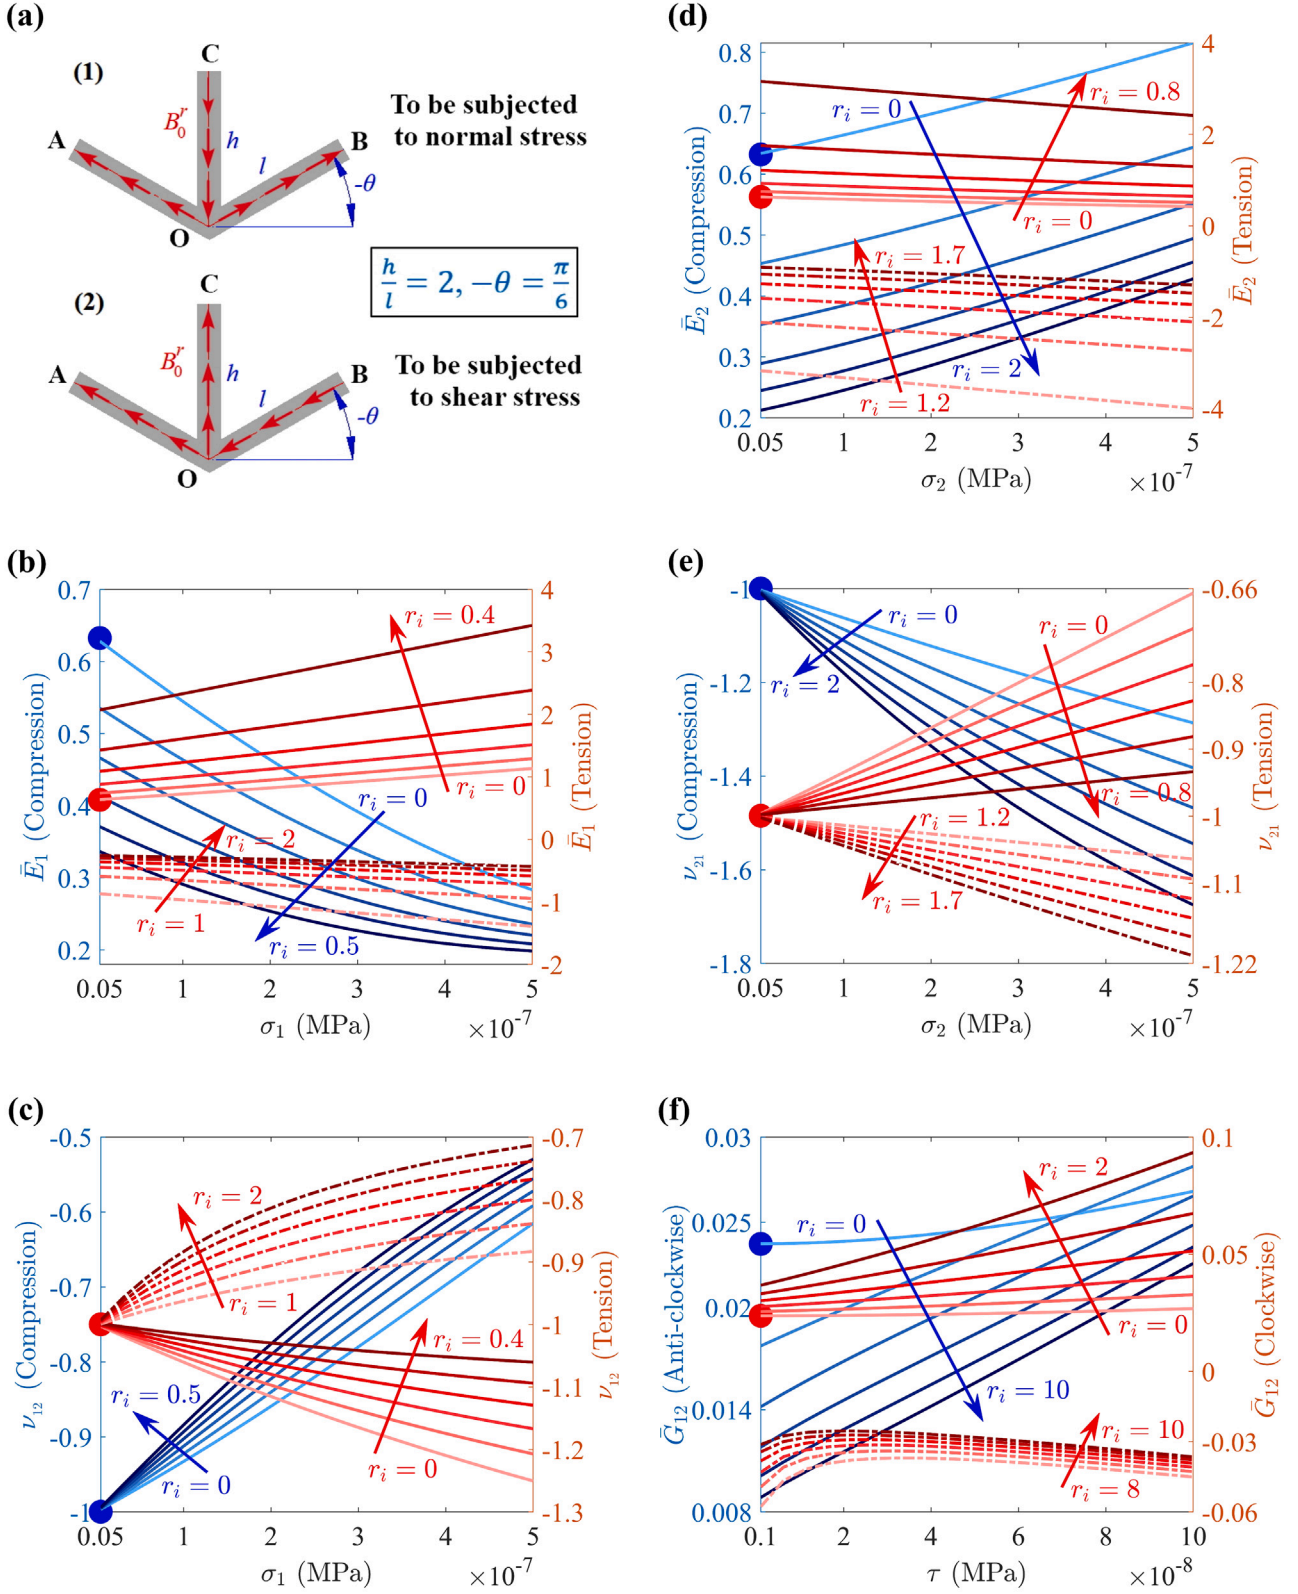 (a)
(1)
C
A
B
O
B₀ʳ
h
l
-θ
To be subjected
to normal stress
h/l = 2, -θ = π/6
(2)
C
A
B
O
B₀ʳ
h
l
-θ
To be subjected
to shear stress
(b)
0.7
0.6
0.5
0.4
0.3
0.2
Ē₁ (Compression)
4
3
2
1
0
-1
-2
Ē₁ (Tension)
rᵢ = 0.4
rᵢ = 0
rᵢ = 0
rᵢ = 2
rᵢ = 1
rᵢ = 0.5
0.05 1 2 3 4 5
σ₁ (MPa)
×10⁻⁷
(c)
-0.5
-0.6
-0.7
-0.8
-0.9
-1
ν₁₂ (Compression)
-0.7
-0.8
-0.9
-1
-1.1
-1.2
-1.3
ν₁₂ (Tension)
rᵢ = 2
rᵢ = 1
rᵢ = 0.4
rᵢ = 0.5
rᵢ = 0
rᵢ = 0
0.05 1 2 3 4 5
σ₁ (MPa)
×10⁻⁷
(d)
0.8
0.7
0.6
0.5
0.4
0.3
0.2
Ē₂ (Compression)
4
2
0
-2
-4
Ē₂ (Tension)
rᵢ = 0
rᵢ = 0.8
rᵢ = 0
rᵢ = 1.7
rᵢ = 2
rᵢ = 1.2
0.05 1 2 3 4 5
σ₂ (MPa)
×10⁻⁷
(e)
-1
-1.2
-1.4
-1.6
-1.8
ν₂₁ (Compression)
-0.66
-0.8
-0.9
-1
-1.1
-1.22
ν₂₁ (Tension)
rᵢ = 0
rᵢ = 0
rᵢ = 2
rᵢ = 0.8
rᵢ = 1.2
rᵢ = 1.7
0.05 1 2 3 4 5
σ₂ (MPa)
×10⁻⁷
(f)
0.03
0.025
0.02
0.014
0.008
Ḡ₁₂ (Anti-clockwise)
0.1
0.05
0
-0.03
-0.06
Ḡ₁₂ (Clockwise)
rᵢ = 2
rᵢ = 0
rᵢ = 0
rᵢ = 10
rᵢ = 10
rᵢ = 8
0.1 2 4 6 8 10
τ (MPa)
×10⁻⁸